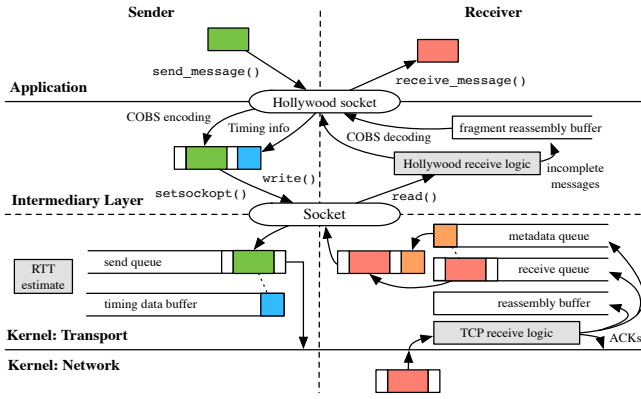 Sender
Receiver
send_message()
receive_message()
Application
Hollywood socket
COBS encoding
Timing info
COBS decoding
fragment reassembly buffer
Hollywood receive logic
incomplete
messages
write()
setsockopt()
read()
Intermediary Layer
Socket
metadata queue
RTT
estimate
send queue
receive queue
timing data buffer
reassembly buffer
Kernel: Transport
TCP receive logic
ACKs
Kernel: Network